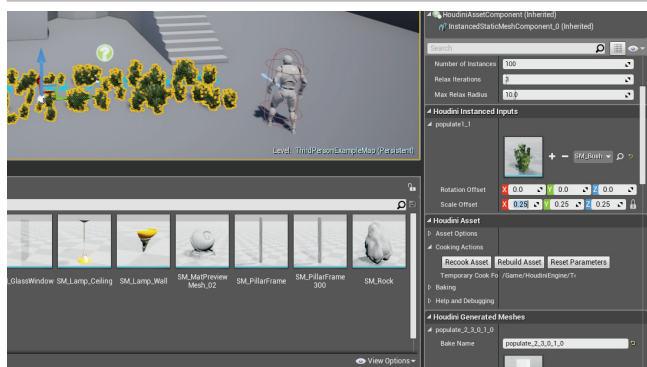 HoudiniAssetComponent (Inherited)
InstancedStaticMeshComponent_0 (Inherited)
Search
Number of Instances 100
Relax Iterations 3
Max Relax Radius 10.0
Houdini Instanced Inputs
populate1_1
SM_Bush
Rotation Offset X 0.0 Y 0.0 Z 0.0
Scale Offset X 0.25 Y 0.25 Z 0.25
Houdini Asset
Asset Options
Cooking Actions
Recook Asset Rebuild Asset Reset Parameters
Temporary Cook Fo /Game/HoudiniEngine/Te
Baking
Help and Debugging
Houdini Generated Meshes
populate_2_3_0_1_0
Bake Name populate_2_3_0_1_0
Level: ThirdPersonExampleMap (Persistent)
_GlassWindow SM_Lamp_Ceiling SM_Lamp_Wall SM_MatPreview SM_PillarFrame SM_PillarFrame SM_Rock
Mesh_02 300
View Options